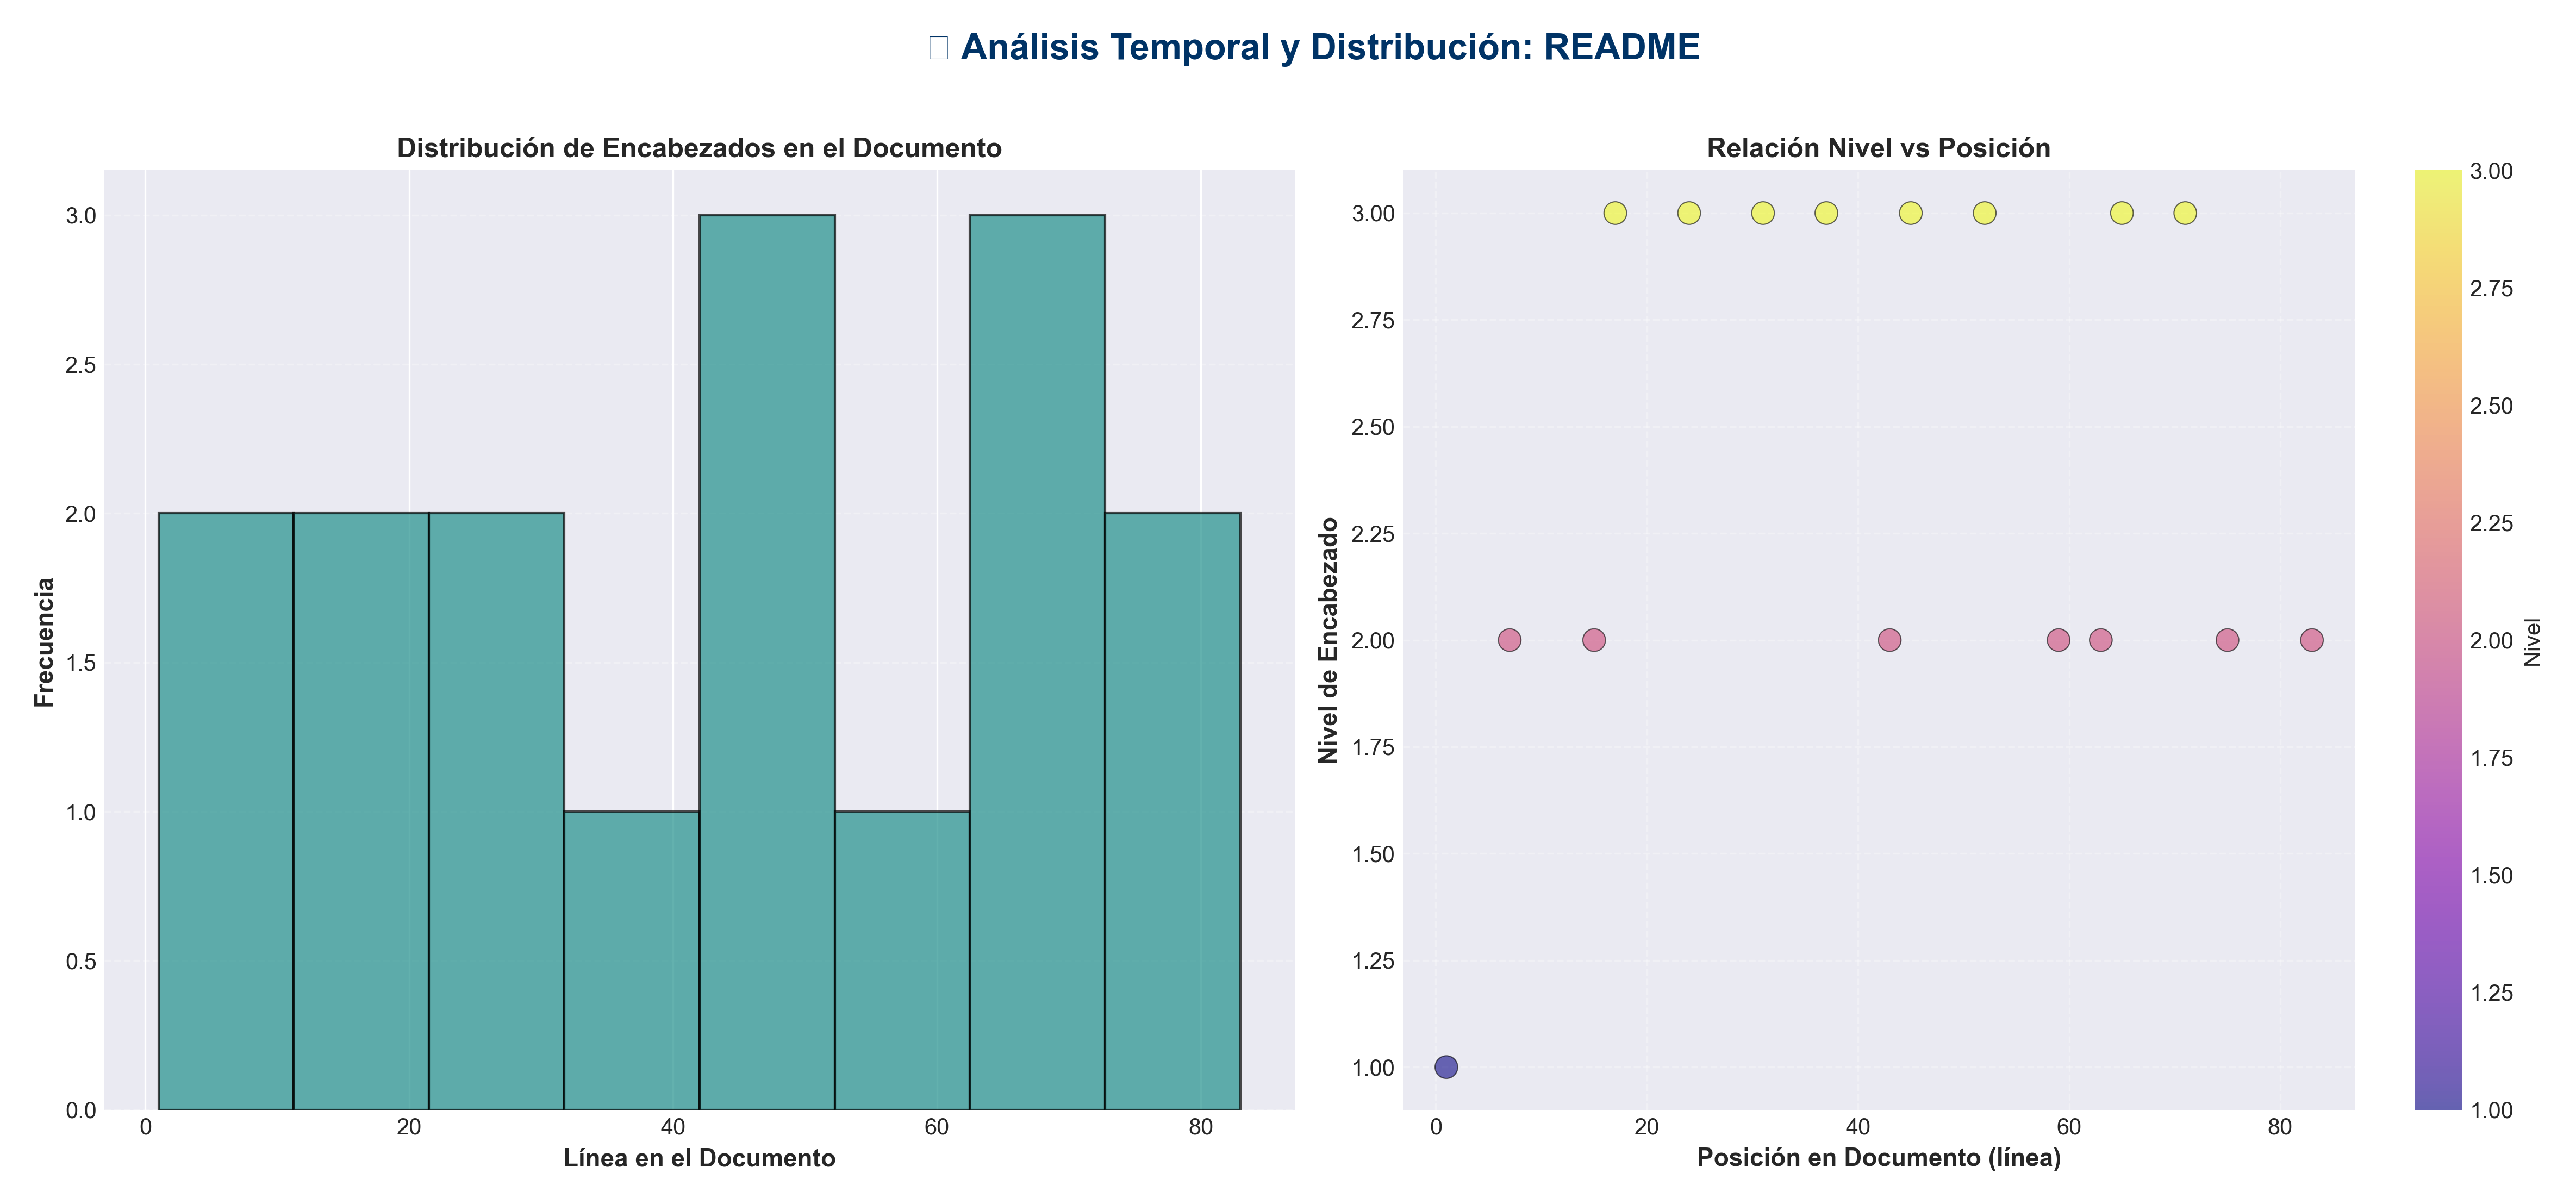 Análisis Temporal y Distribución: README
Distribución de Encabezados en el Documento
3.0
2.5
2.0
1.5
1.0
0.5
0.0
Frecuencia
0 20 40 60 80
Línea en el Documento
Relación Nivel vs Posición
3.00
2.75
2.50
2.25
2.00
1.75
1.50
1.25
1.00
Nivel de Encabezado
0 20 40 60 80
Posición en Documento (línea)
3.00
2.75
2.50
2.25
2.00
1.75
1.50
1.25
1.00
Nivel